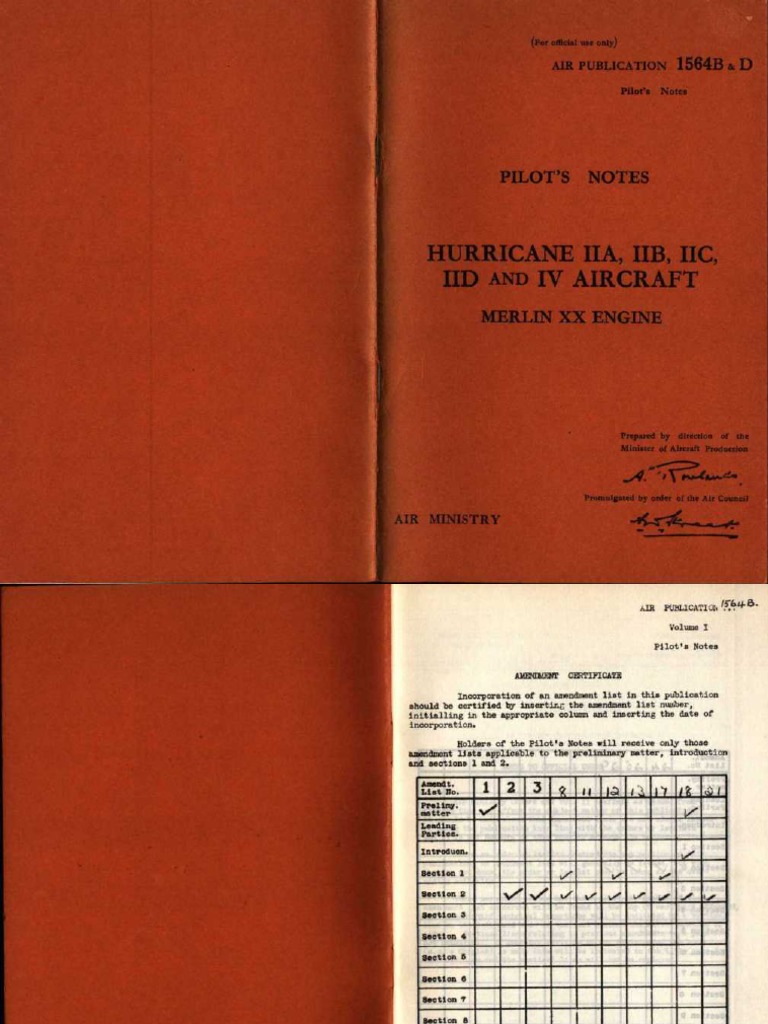 (For official use only)
AIR PUBLICATION 1564B & D
Pilot's Notes
PILOT'S NOTES
HURRICANE IIA, IIB, IIC,
IID AND IV AIRCRAFT
MERLIN XX ENGINE
Prepared by direction of the
Minister of Aircraft Production
A. Rowlands.
Promulgated by order of the Air Council
AIR MINISTRY
AIR PUBLICATION 1564B.
Volume I
Pilot's Notes
AMENDMENT CERTIFICATE
Incorporation of an amendment list in this publication
should be certified by inserting the amendment list number,
initialling in the appropriate column and inserting the date of
incorporation.
Holders of the Pilot's Notes will receive only those
amendment lists applicable to the preliminary matter, introduction
and sections 1 and 2.
Amendt.
List No. 1 2 3 8 11 12 13 17 18 21
Prelimy.
matter ✓ ✓
Leading
Partics.
Introducn. ✓
Section 1 ✓ ✓ ✓
Section 2 ✓ ✓ ✓ ✓ ✓ ✓ ✓ ✓ ✓
Section 3
Section 4
Section 5
Section 6
Section 7
Section 8